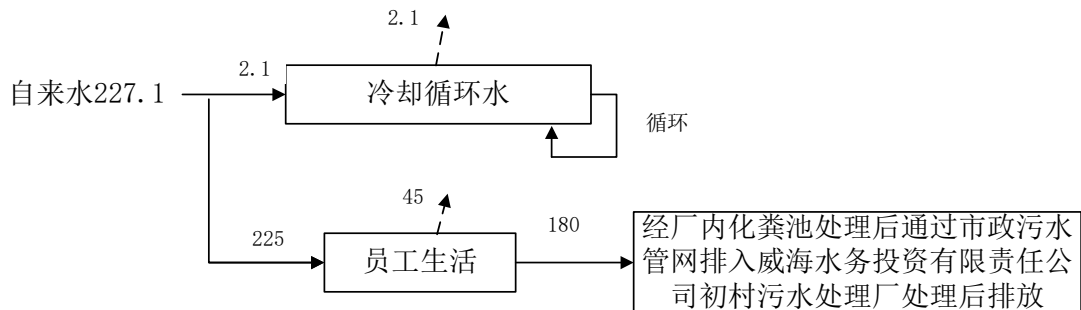 2.1
2.1
自来水227.1
冷却循环水
循环
45
225
员工生活
180
经厂内化粪池处理后通过市政污水
管网排入威海水务投资有限责任公
司初村污水处理厂处理后排放